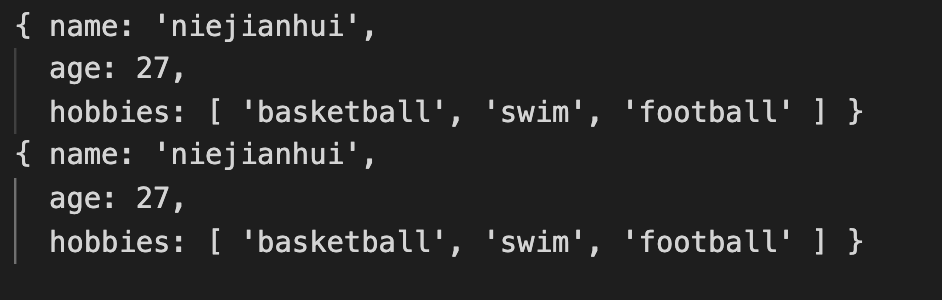 { name: 'niejianhui',
  age: 27,
  hobbies: [ 'basketball', 'swim', 'football' ] }
{ name: 'niejianhui',
  age: 27,
  hobbies: [ 'basketball', 'swim', 'football' ] }